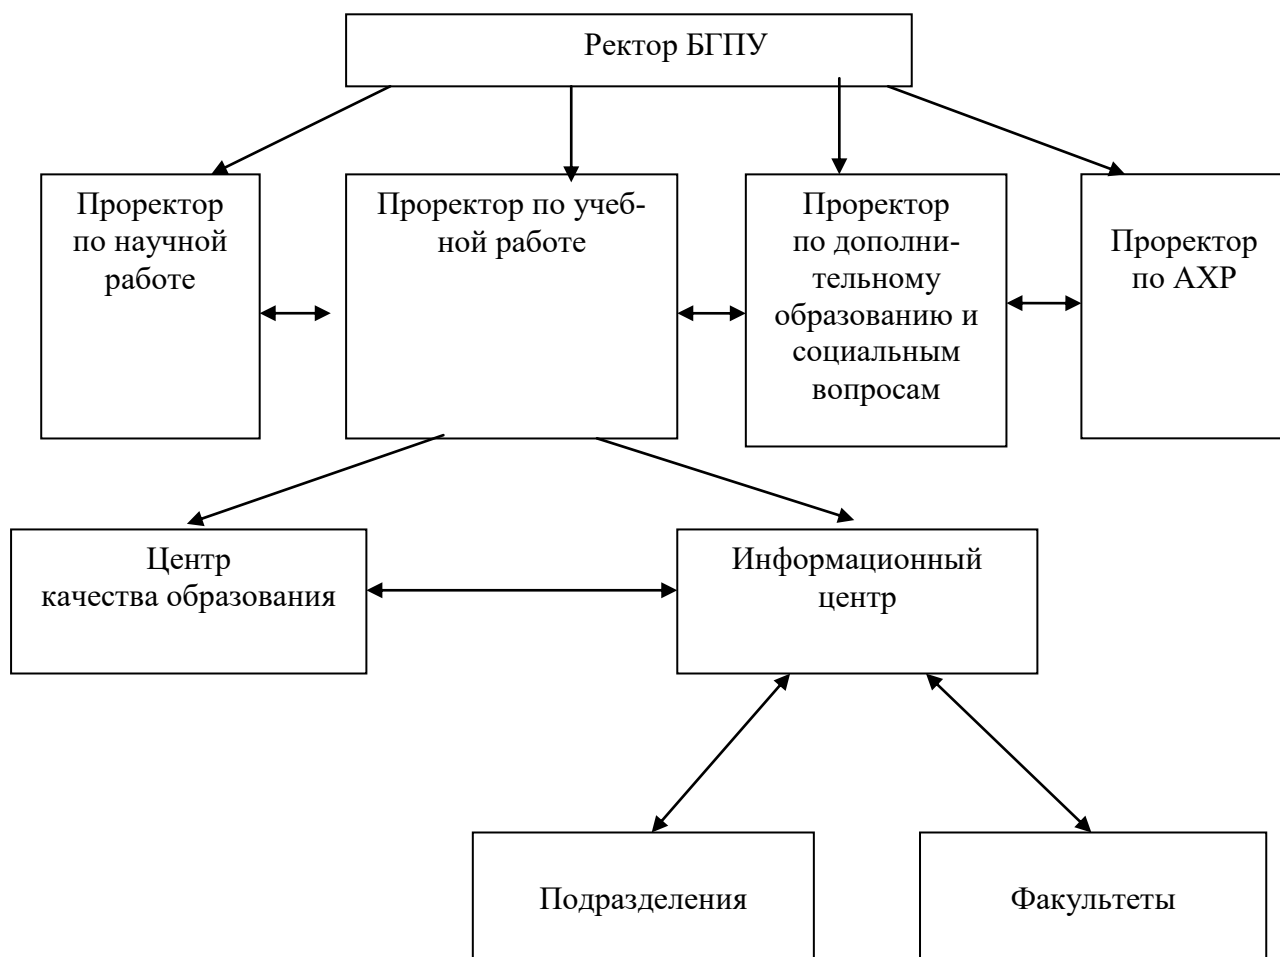 Ректор БГПУ
Проректор
по научной
работе
Проректор по учеб-
ной работе
Проректор
по дополни-
тельному
образованию и
социальным
вопросам
Проректор
по АХР
Центр
качества образования
Информационный
центр
Подразделения
Факультеты